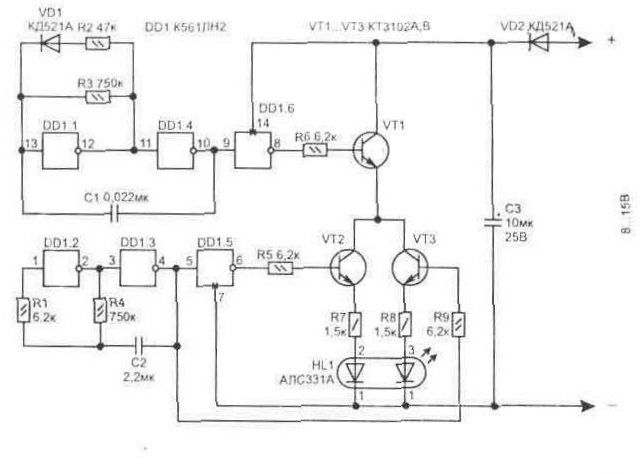 VD1
КД521А R2 47к DD1 К561ЛН2 VT1...VT3 КТ3102А,В VD2 КД521А
+
R3 750к
DD1.1 DD1.4 DD1.6
14
13 12 11 10 9 8
R6 6,2к
VT1
C1 0,022мк
C3
10мк
25В
8...15В
DD1.2 DD1.3 DD1.5
1 2 3 4 5 6
7
R5 6,2к
VT2 VT3
R1
6,2к
R4
750к
C2
2,2мк
R7
1,5к
R8
1,5к
R9
6,2к
HL1
АЛС331А
2 3
1 1
–